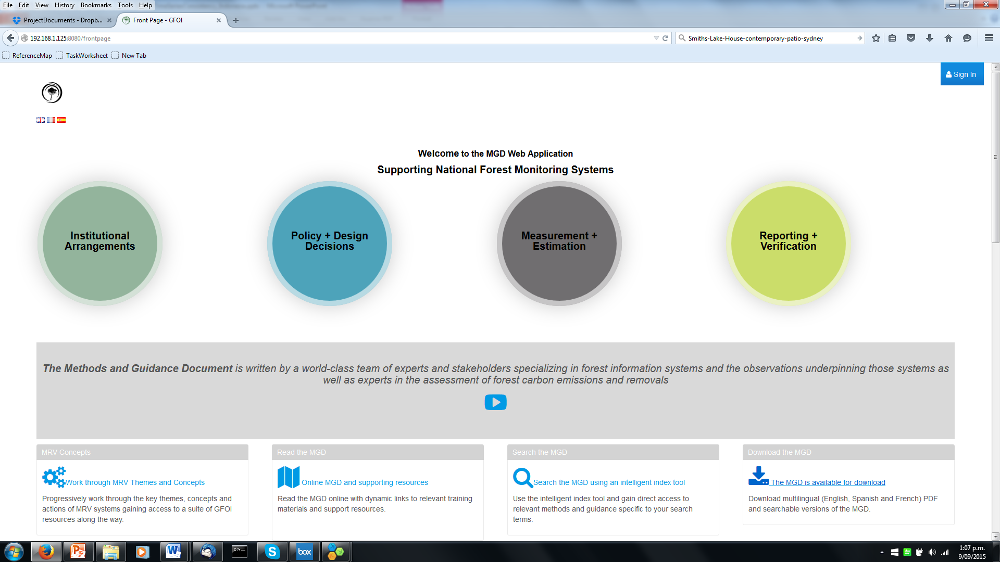 File Edit View History Bookmarks Tools Help
ProjectDocuments - Dropb...
Front Page - GFOI
192.168.1.125:8080/frontpage
Smiths-Lake-House-contemporary-patio-sydney
ReferenceMap TaskWorksheet New Tab
Sign In
Welcome to the MGD Web Application
Supporting National Forest Monitoring Systems
Institutional
Arrangements
Policy + Design
Decisions
Measurement +
Estimation
Reporting +
Verification
The Methods and Guidance Document is written by a world-class team of experts and stakeholders specializing in forest information systems and the observations underpinning those systems as
well as experts in the assessment of forest carbon emissions and removals
MRV Concepts
Work through MRV Themes and Concepts
Progressively work through the key themes, concepts and
actions of MRV systems gaining access to a suite of GFOI
resources along the way.
Read the MGD
Online MGD and supporting resources
Read the MGD online with dynamic links to relevant training
materials and support resources.
Search the MGD
Search the MGD using an intelligent index tool
Use the intelligent index tool and gain direct access to
relevant methods and guidance specific to your search
terms.
Download the MGD
The MGD is available for download
Download multilingual (English, Spanish and French) PDF
and searchable versions of the MGD.
box
1:07 p.m.
9/09/2015